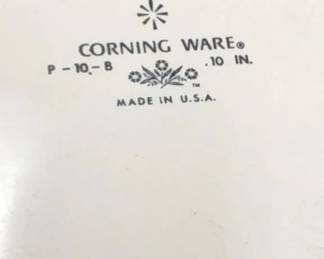 CORNING WARE®
P-10-B .10 IN.
TM
MADE IN U.S.A.